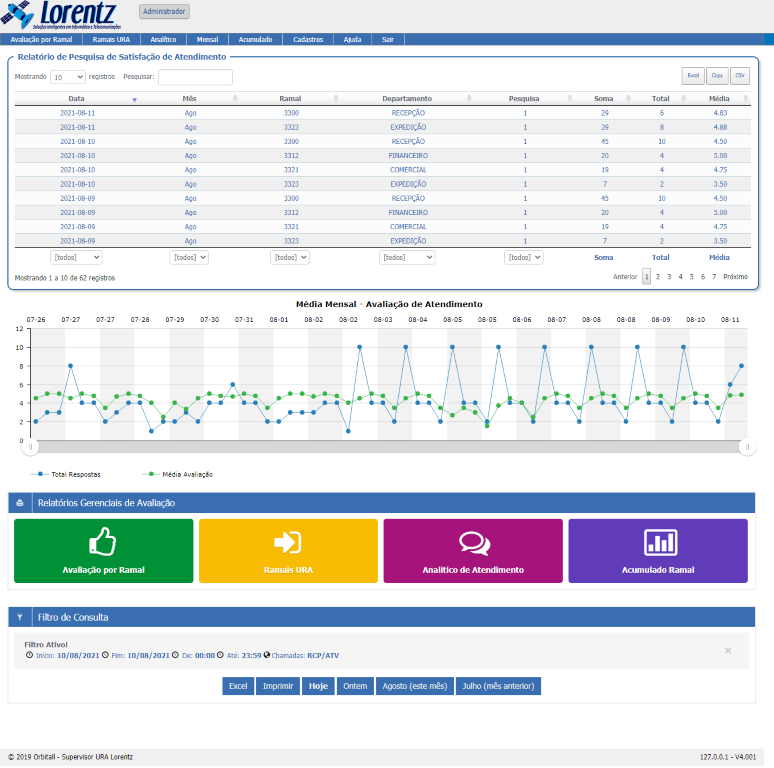 Lorentz
Soluções Inteligentes em Informática e Telecomunicações
Administrador
Avaliação por Ramal Ramais URA Analítico Mensal Acumulado Cadastros Ajuda Sair
Relatório de Pesquisa de Satisfação de Atendimento
Mostrando 10 registros Pesquisar: Excel Copy CSV
Data Mês Ramal Departamento Pesquisa Soma Total Média
2021-08-11 Ago 3300 RECEPÇÃO 1 29 6 4.83
2021-08-11 Ago 3323 EXPEDIÇÃO 1 39 8 4.88
2021-08-10 Ago 3300 RECEPÇÃO 1 45 10 4.50
2021-08-10 Ago 3312 FINANCEIRO 1 20 4 5.00
2021-08-10 Ago 3321 COMERCIAL 1 19 4 4.75
2021-08-10 Ago 3323 EXPEDIÇÃO 1 7 2 3.50
2021-08-09 Ago 3300 RECEPÇÃO 1 45 10 4.50
2021-08-09 Ago 3312 FINANCEIRO 1 20 4 5.00
2021-08-09 Ago 3321 COMERCIAL 1 19 4 4.75
2021-08-09 Ago 3323 EXPEDIÇÃO 1 7 2 3.50
[todos] [todos] [todos] [todos] [todos] Soma Total Média
Mostrando 1 a 10 de 62 registros Anterior 1 2 3 4 5 6 7 Próximo
Média Mensal - Avaliação de Atendimento
07-26 07-27 07-27 07-28 07-29 07-30 07-31 08-01 08-02 08-02 08-03 08-04 08-05 08-05 08-06 08-07 08-08 08-08 08-09 08-10 08-11
12
10
8
6
4
2
0
Total Respostas Média Avaliação
Relatórios Gerenciais de Avaliação
Avaliação por Ramal Ramais URA Analítico de Atendimento Acumulado Ramal
Filtro de Consulta
Filtro Ativo!
Início: 10/08/2021 Fim: 10/08/2021 De: 00:00 Até: 23:59 Chamadas: RCP/ATV
Excel Imprimir Hoje Ontem Agosto (este mês) Julho (mês anterior)
© 2019 Orbitall - Supervisor URA Lorentz 127.0.0.1 - V4.001